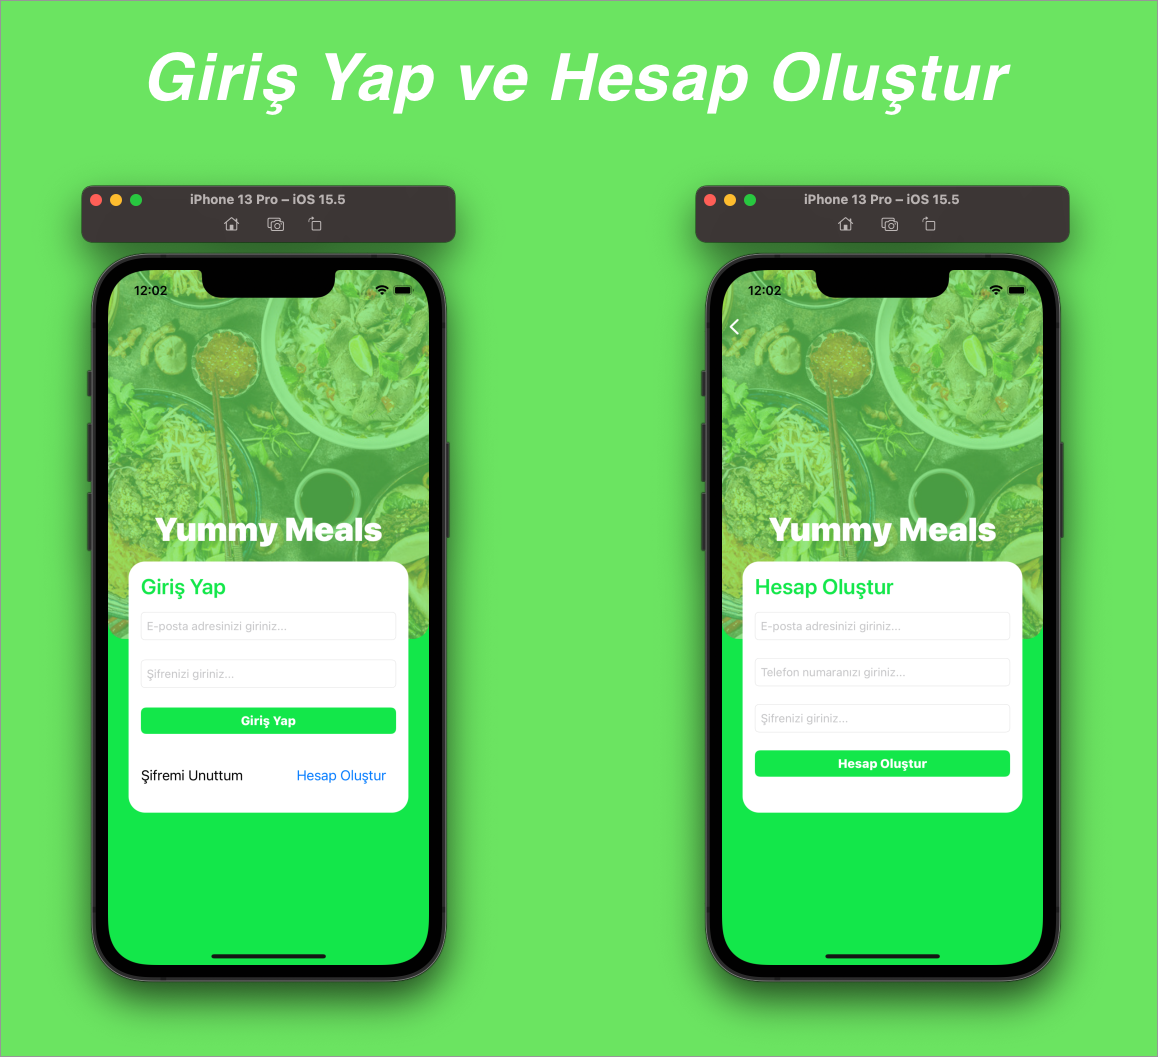 Giriş Yap ve Hesap Oluştur
iPhone 13 Pro – iOS 15.5
12:02
Yummy Meals
Giriş Yap
E-posta adresinizi giriniz...
Şifrenizi giriniz...
Giriş Yap
Şifremi Unuttum Hesap Oluştur
iPhone 13 Pro – iOS 15.5
12:02
Yummy Meals
Hesap Oluştur
E-posta adresinizi giriniz...
Telefon numaranızı giriniz...
Şifrenizi giriniz...
Hesap Oluştur